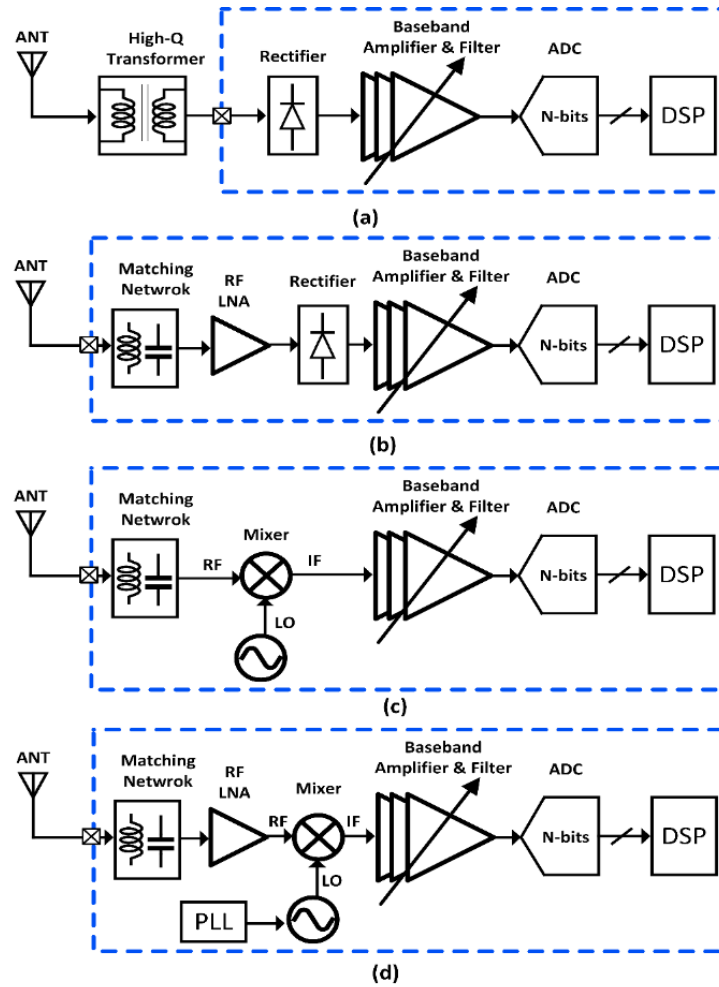 ANT
High-Q
Transformer
Rectifier
Baseband
Amplifier & Filter
ADC
N-bits
DSP
(a)
ANT
Matching
Netwrok
RF
LNA
Rectifier
Baseband
Amplifier & Filter
ADC
N-bits
DSP
(b)
ANT
Matching
Netwrok
RF
Mixer
IF
LO
Baseband
Amplifier & Filter
ADC
N-bits
DSP
(c)
ANT
Matching
Netwrok
RF
LNA
RF
Mixer
IF
LO
PLL
Baseband
Amplifier & Filter
ADC
N-bits
DSP
(d)